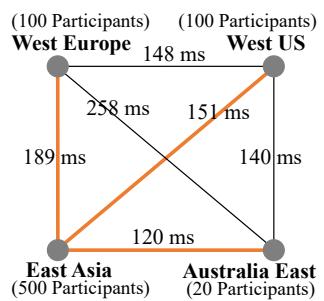 (100 Participants)
West Europe
(100 Participants)
West US
148 ms
258 ms
151 ms
189 ms
140 ms
120 ms
East Asia
(500 Participants)
Australia East
(20 Participants)